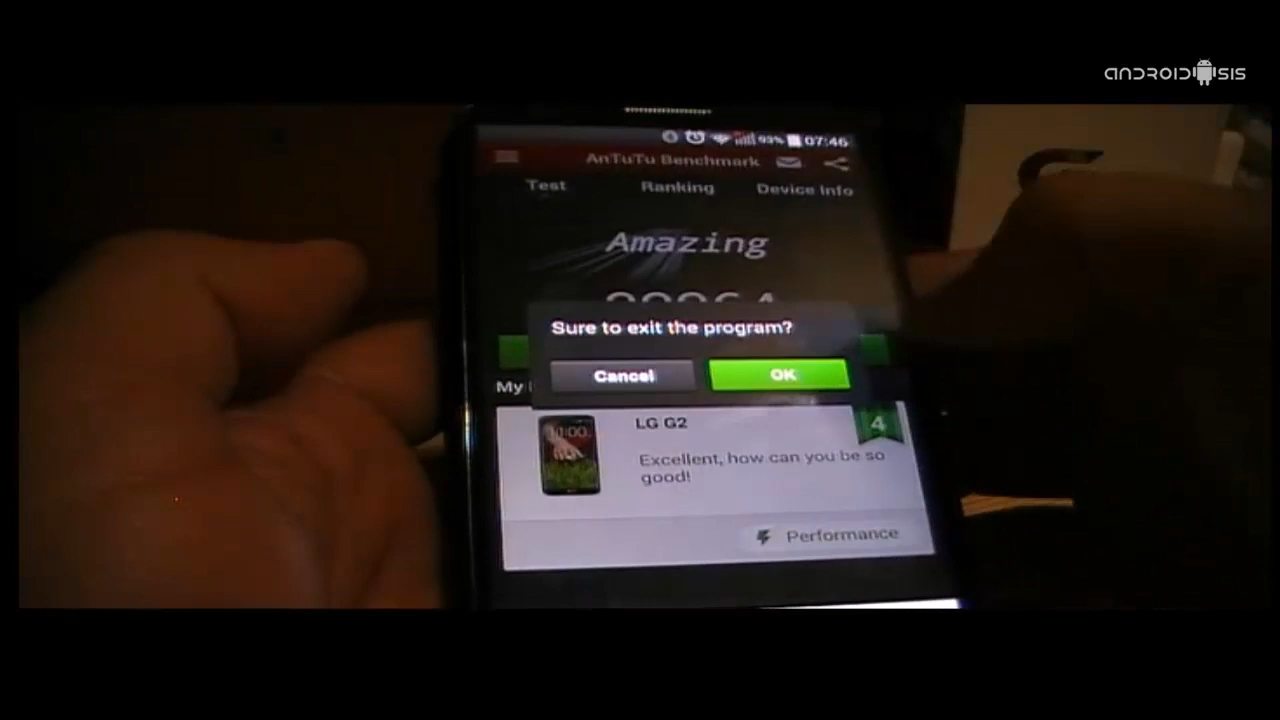 ANDROIDSIS
93% 07:46
AnTuTu Benchmark
Test Ranking Device Info
Amazing
Sure to exit the program?
Cancel OK
My
LG G2
4
Excellent, how can you be so
good!
Performance